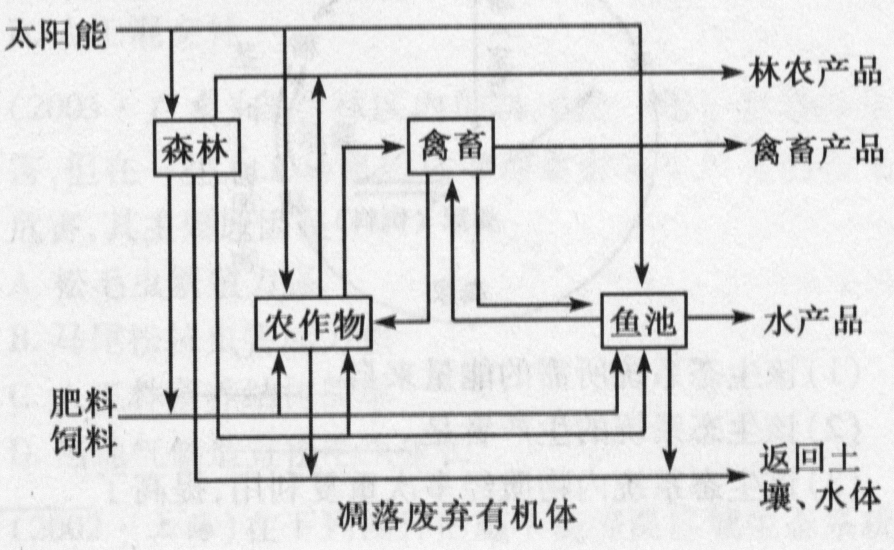 太阳能
林农产品
森林
禽畜
禽畜产品
农作物
鱼池
水产品
肥料
饲料
返回土
壤、水体
凋落废弃有机体